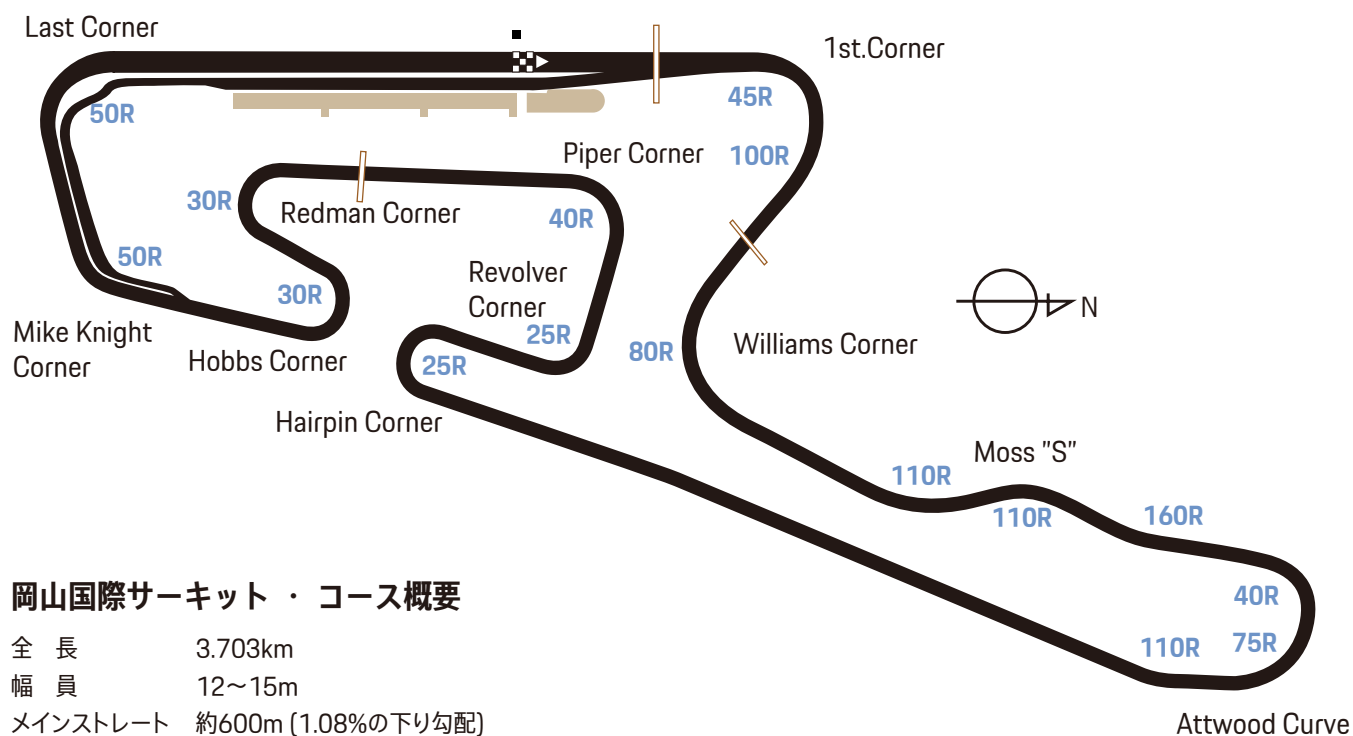 Last Corner
1st.Corner
50R
45R
Piper Corner
100R
30R
Redman Corner
40R
50R
Revolver
Corner
30R
N
Mike Knight
Corner
Hobbs Corner
25R
25R
80R
Williams Corner
Hairpin Corner
Moss ”S”
110R
110R
160R
岡山国際サーキット ・ コース概要
40R
全 長 3.703km
110R
75R
幅 員 12〜15m
メインストレート 約600m (1.08%の下り勾配)
Attwood Curve